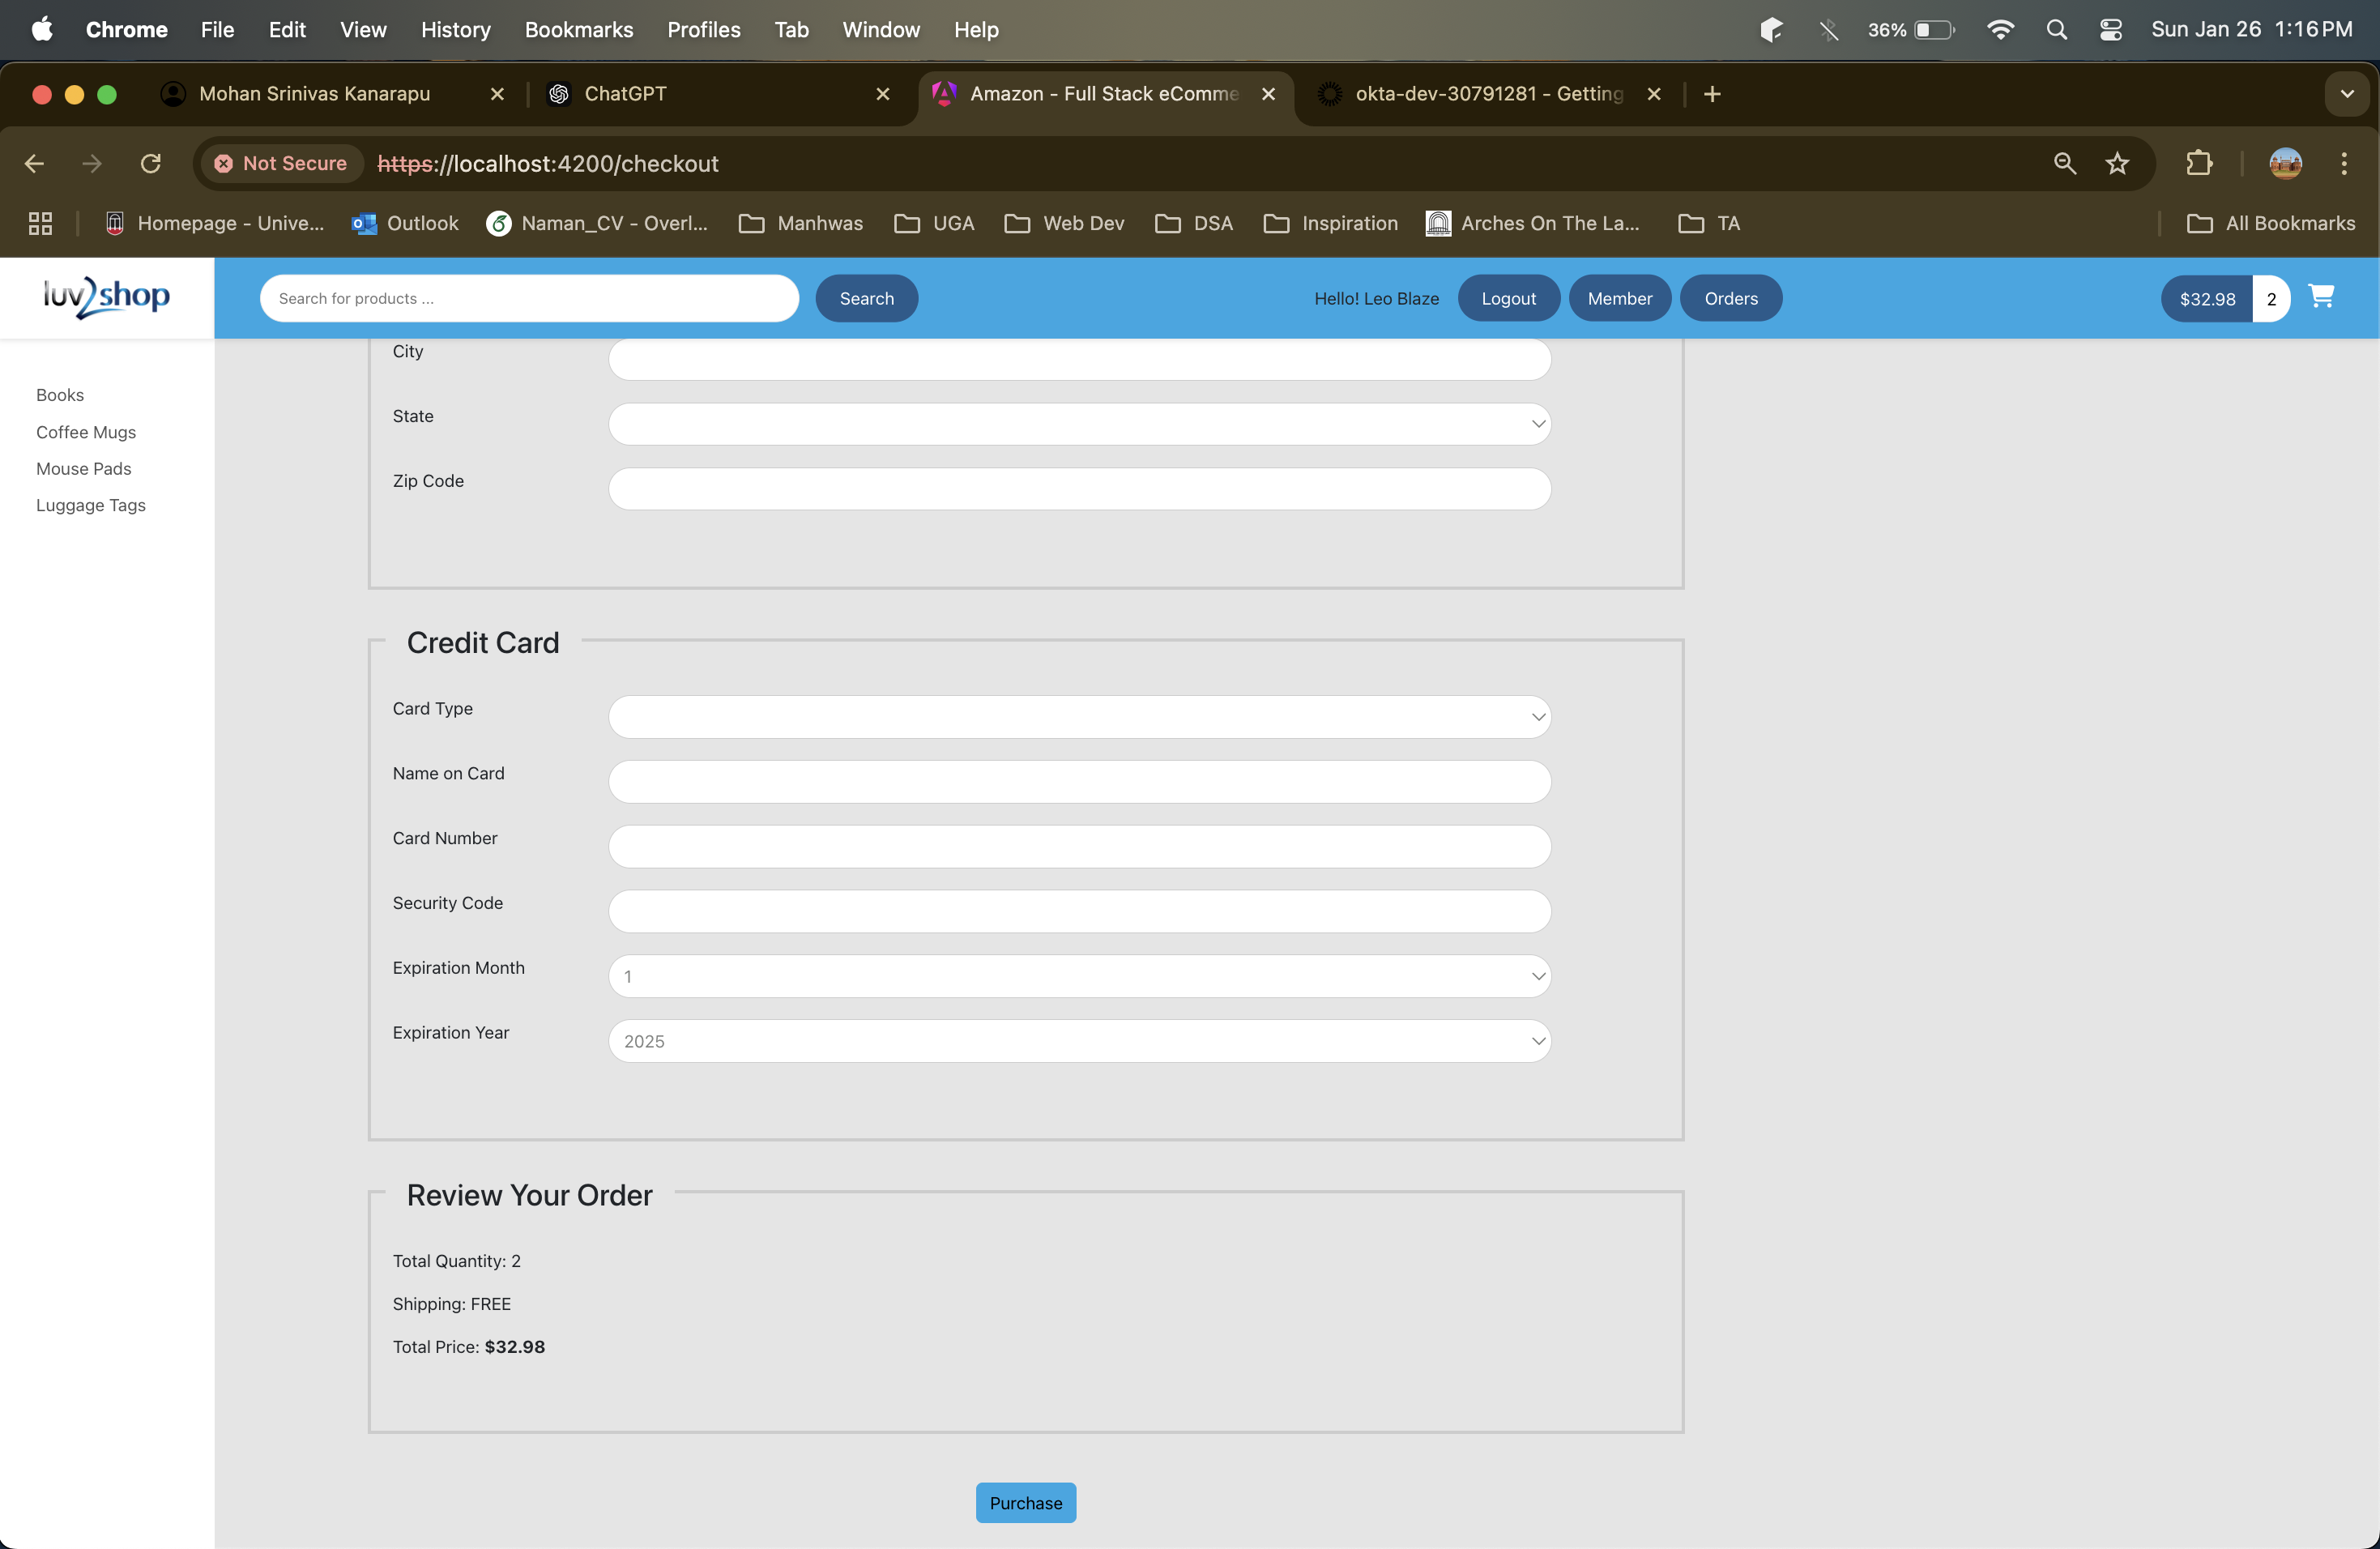 Chrome File Edit View History Bookmarks Profiles Tab Window Help 36% Sun Jan 26 1:16 PM
Mohan Srinivas Kanarapu ChatGPT Amazon - Full Stack eComme okta-dev-30791281 - Getting
Not Secure https://localhost:4200/checkout
Homepage - Unive... Outlook Naman_CV - Overl... Manhwas UGA Web Dev DSA Inspiration Arches On The La... TA All Bookmarks
luv2shop Search for products ... Search Hello! Leo Blaze Logout Member Orders $32.98 2
Books
Coffee Mugs
Mouse Pads
Luggage Tags
City
State
Zip Code
Credit Card
Card Type
Name on Card
Card Number
Security Code
Expiration Month 1
Expiration Year 2025
Review Your Order
Total Quantity: 2
Shipping: FREE
Total Price: $32.98
Purchase